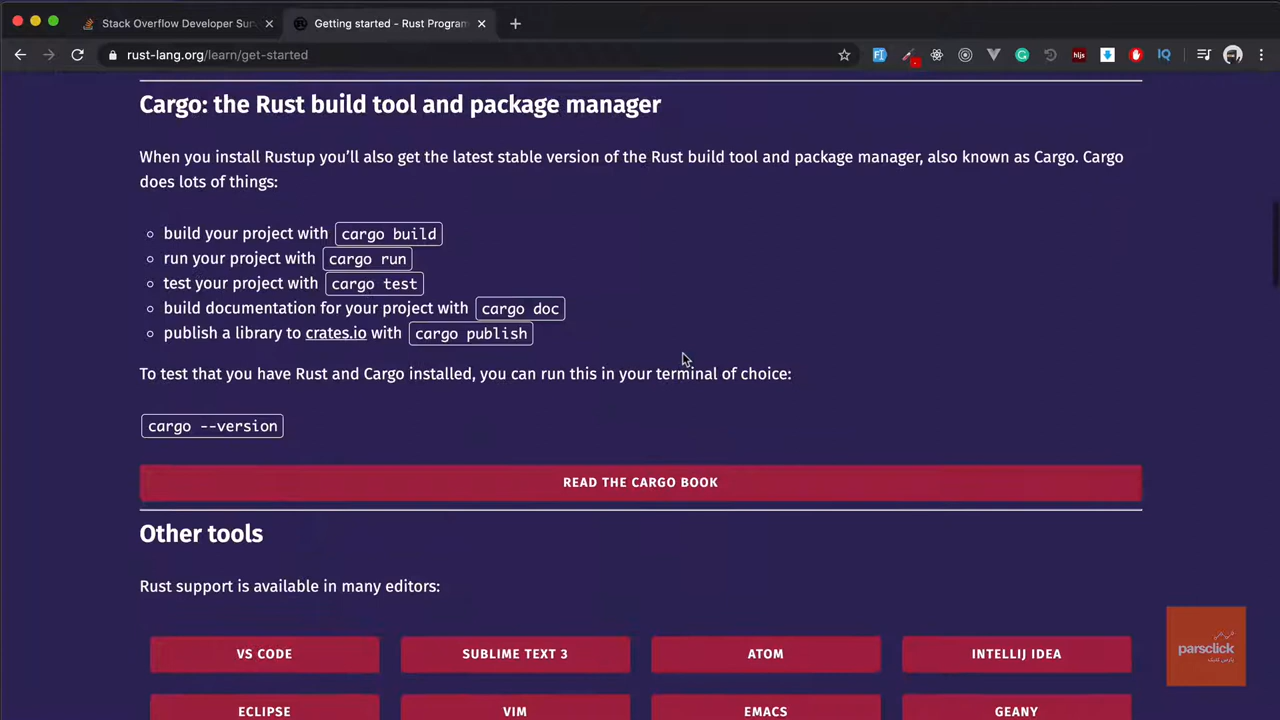 Stack Overflow Developer Sur
Getting started - Rust Program
rust-lang.org/learn/get-started
hljs
IQ
Cargo: the Rust build tool and package manager
When you install Rustup you’ll also get the latest stable version of the Rust build tool and package manager, also known as Cargo. Cargo
does lots of things:
build your project with cargo build
run your project with cargo run
test your project with cargo test
build documentation for your project with cargo doc
publish a library to crates.io with cargo publish
To test that you have Rust and Cargo installed, you can run this in your terminal of choice:
cargo --version
READ THE CARGO BOOK
Other tools
Rust support is available in many editors:
VS CODE
SUBLIME TEXT 3
ATOM
INTELLIJ IDEA
ECLIPSE
VIM
EMACS
GEANY
parsclick
پارس کلیک